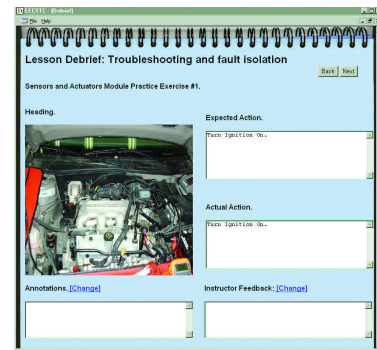 EECSTC - [Debrief]
File Help
Lesson Debrief: Troubleshooting and fault isolation
Back Next
Sensors and Actuators Module Practice Exercise #1.
Heading.
Expected Action.
Turn Ignition On.
Actual Action.
Turn Ignition On.
Annotations. [Change]
Instructor Feedback: [Change]